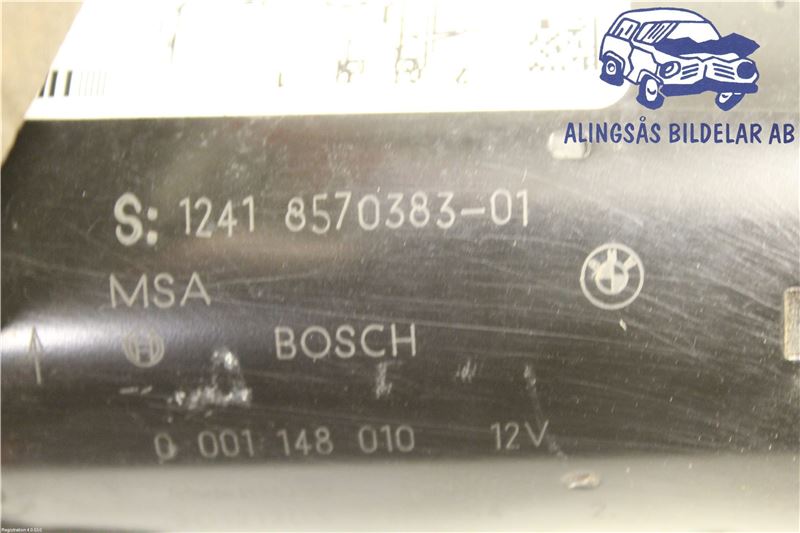 ALINGSÅS BILDELAR AB
S: 1241 8570383-01
MSA
BOSCH
0 001 148 010 12V